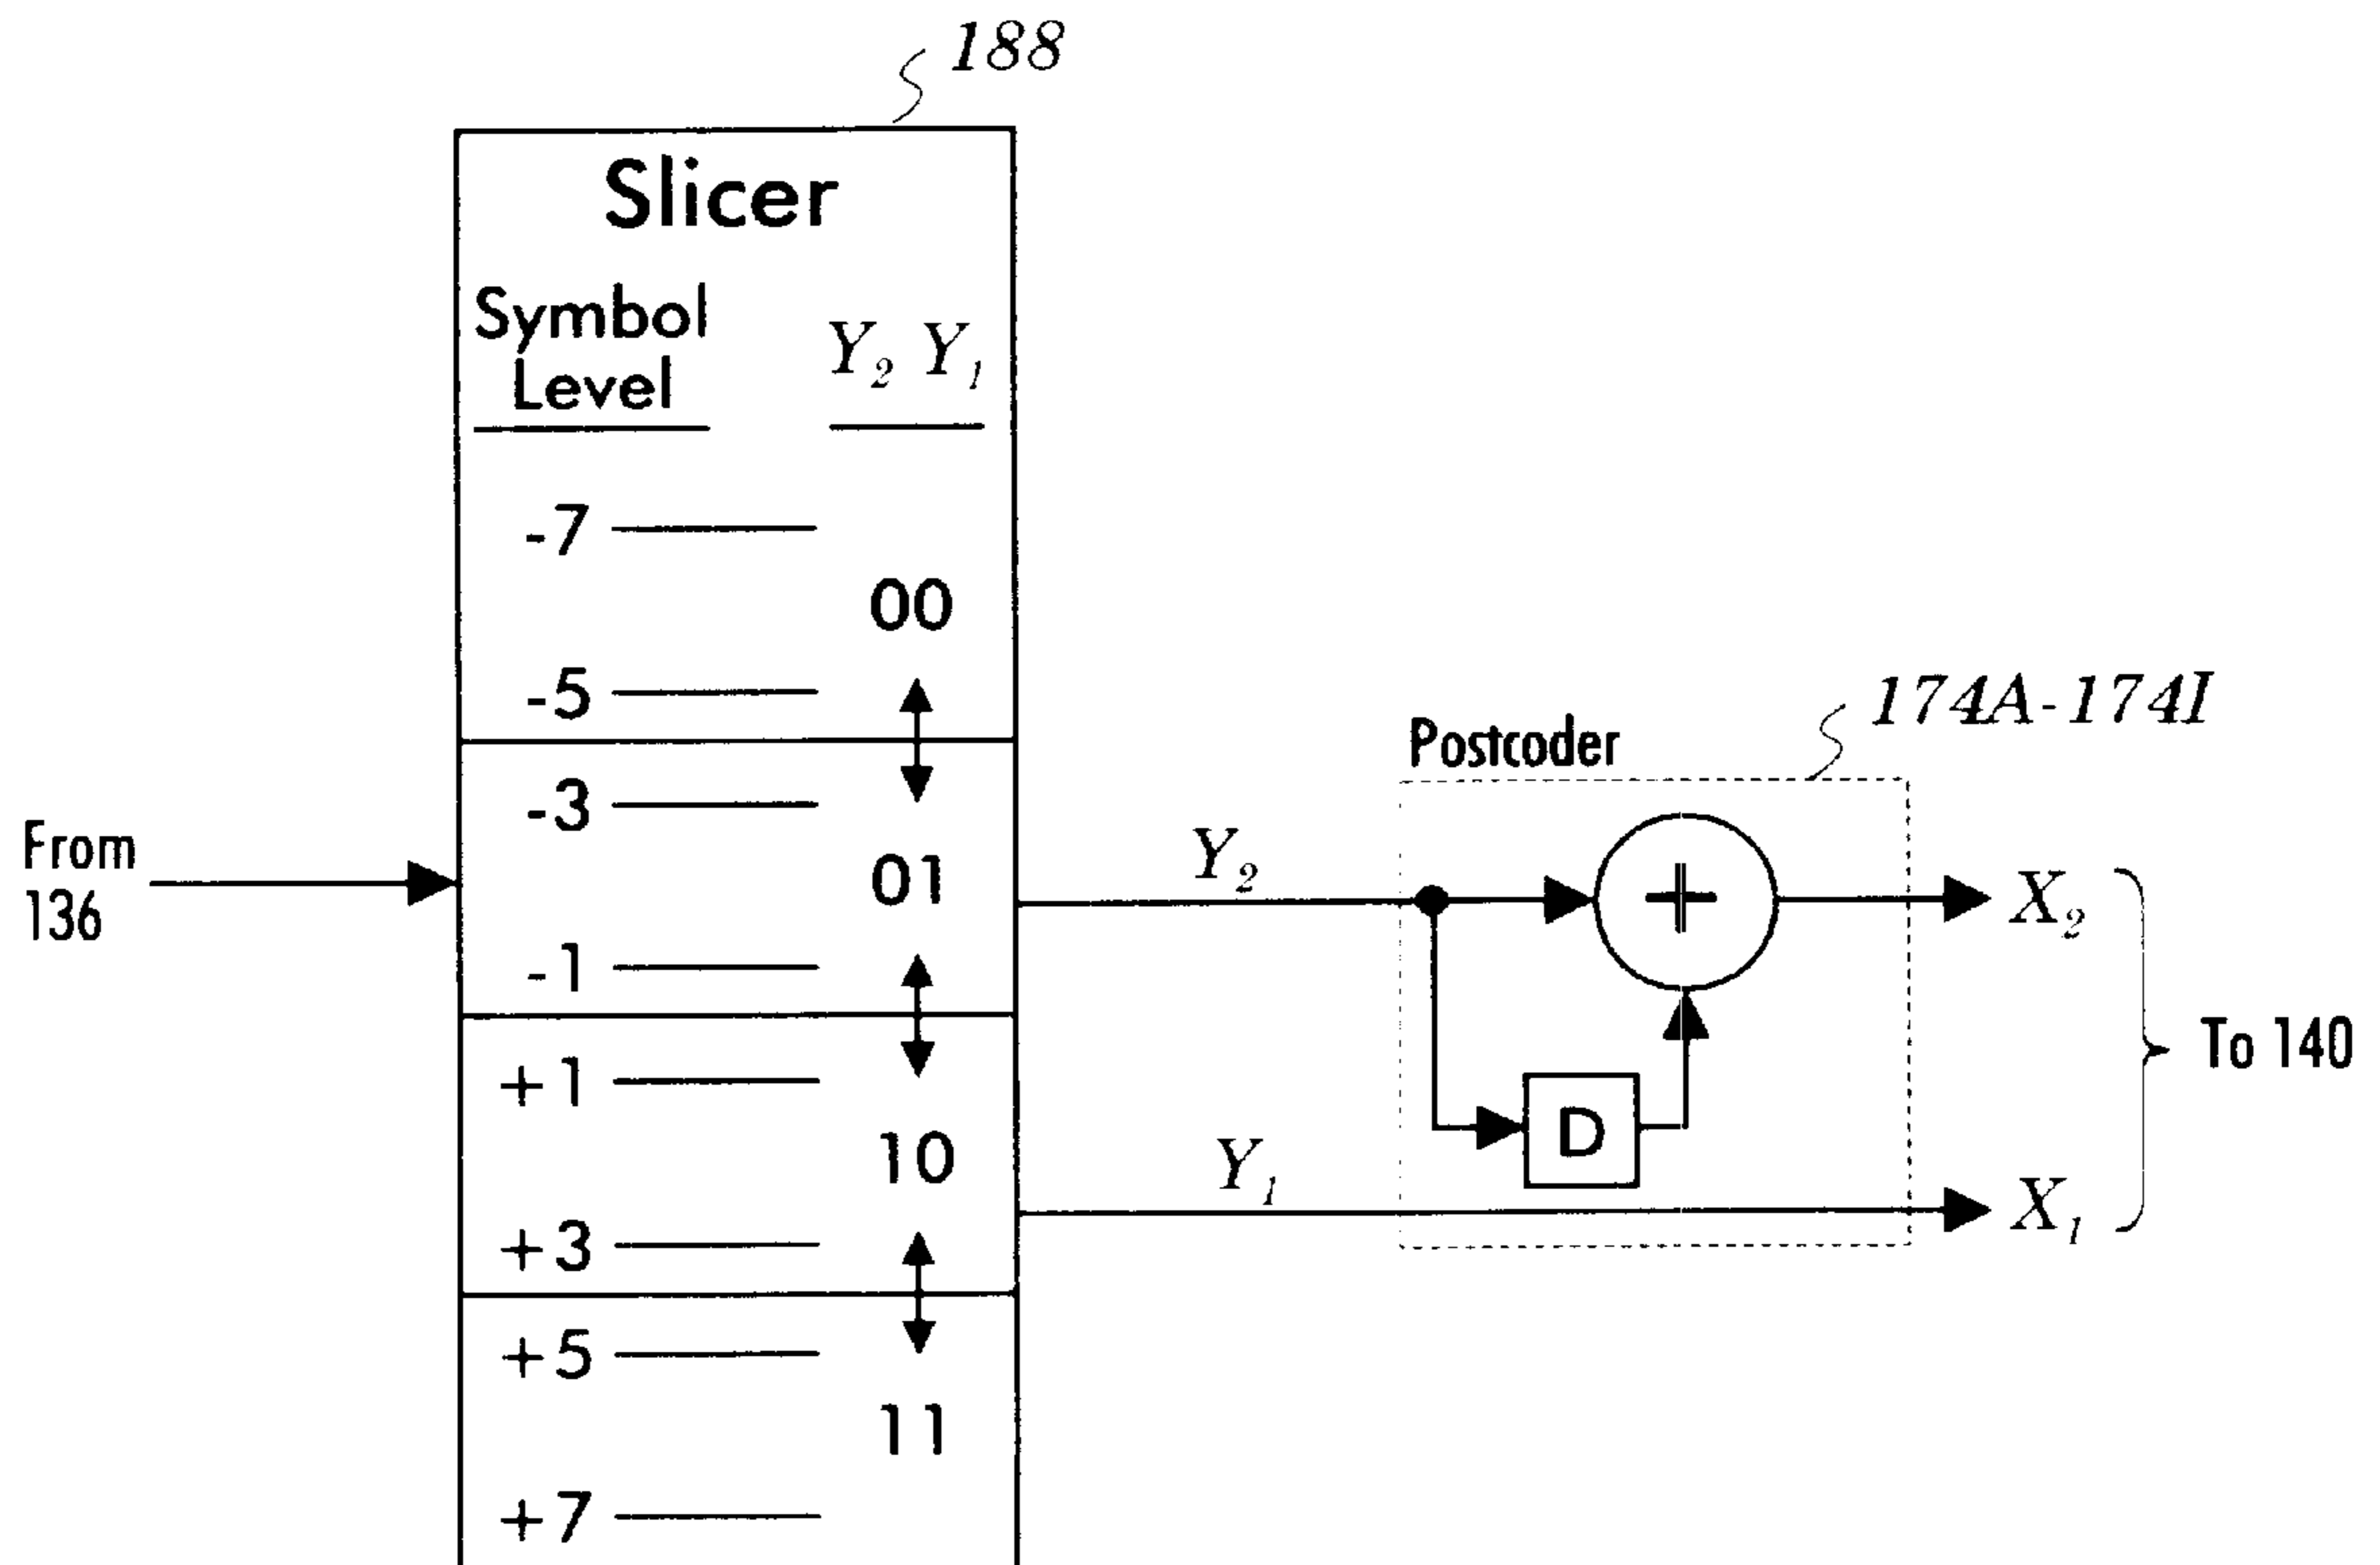 188
Slicer
Symbol
Level
Y₂ Y₁
-7
00
-5
-3
01
-1
+1
10
+3
+5
11
+7
From
136
Y₂
Y₁
Postcoder
174A-174I
+
D
X₂
X₁
To 140